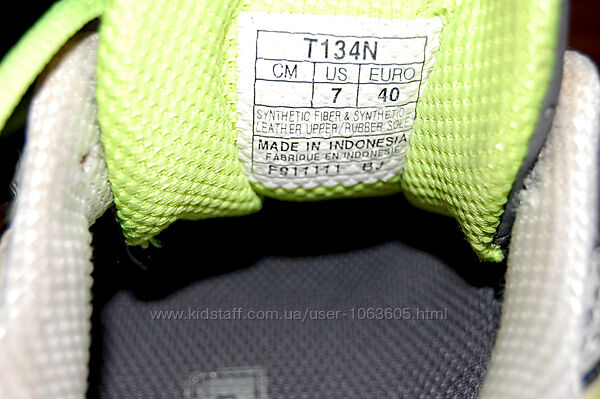 T134N
CM US EURO
7 40
SYNTHETIC FIBER & SYNTHETIC
LEATHER UPPER/RUBBER SOLE
MADE IN INDONESIA
FABRIQUE EN INDONESIE
www.kidstaff.com.ua/user-1063605.html